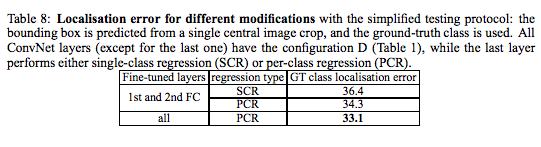 Table 8: Localisation error for different modifications with the simplified testing protocol: the
bounding box is predicted from a single central image crop, and the ground-truth class is used. All
ConvNet layers (except for the last one) have the configuration D (Table 1), while the last layer
performs either single-class regression (SCR) or per-class regression (PCR).
Fine-tuned layers regression type GT class localisation error
1st and 2nd FC SCR 36.4
PCR 34.3
all PCR 33.1